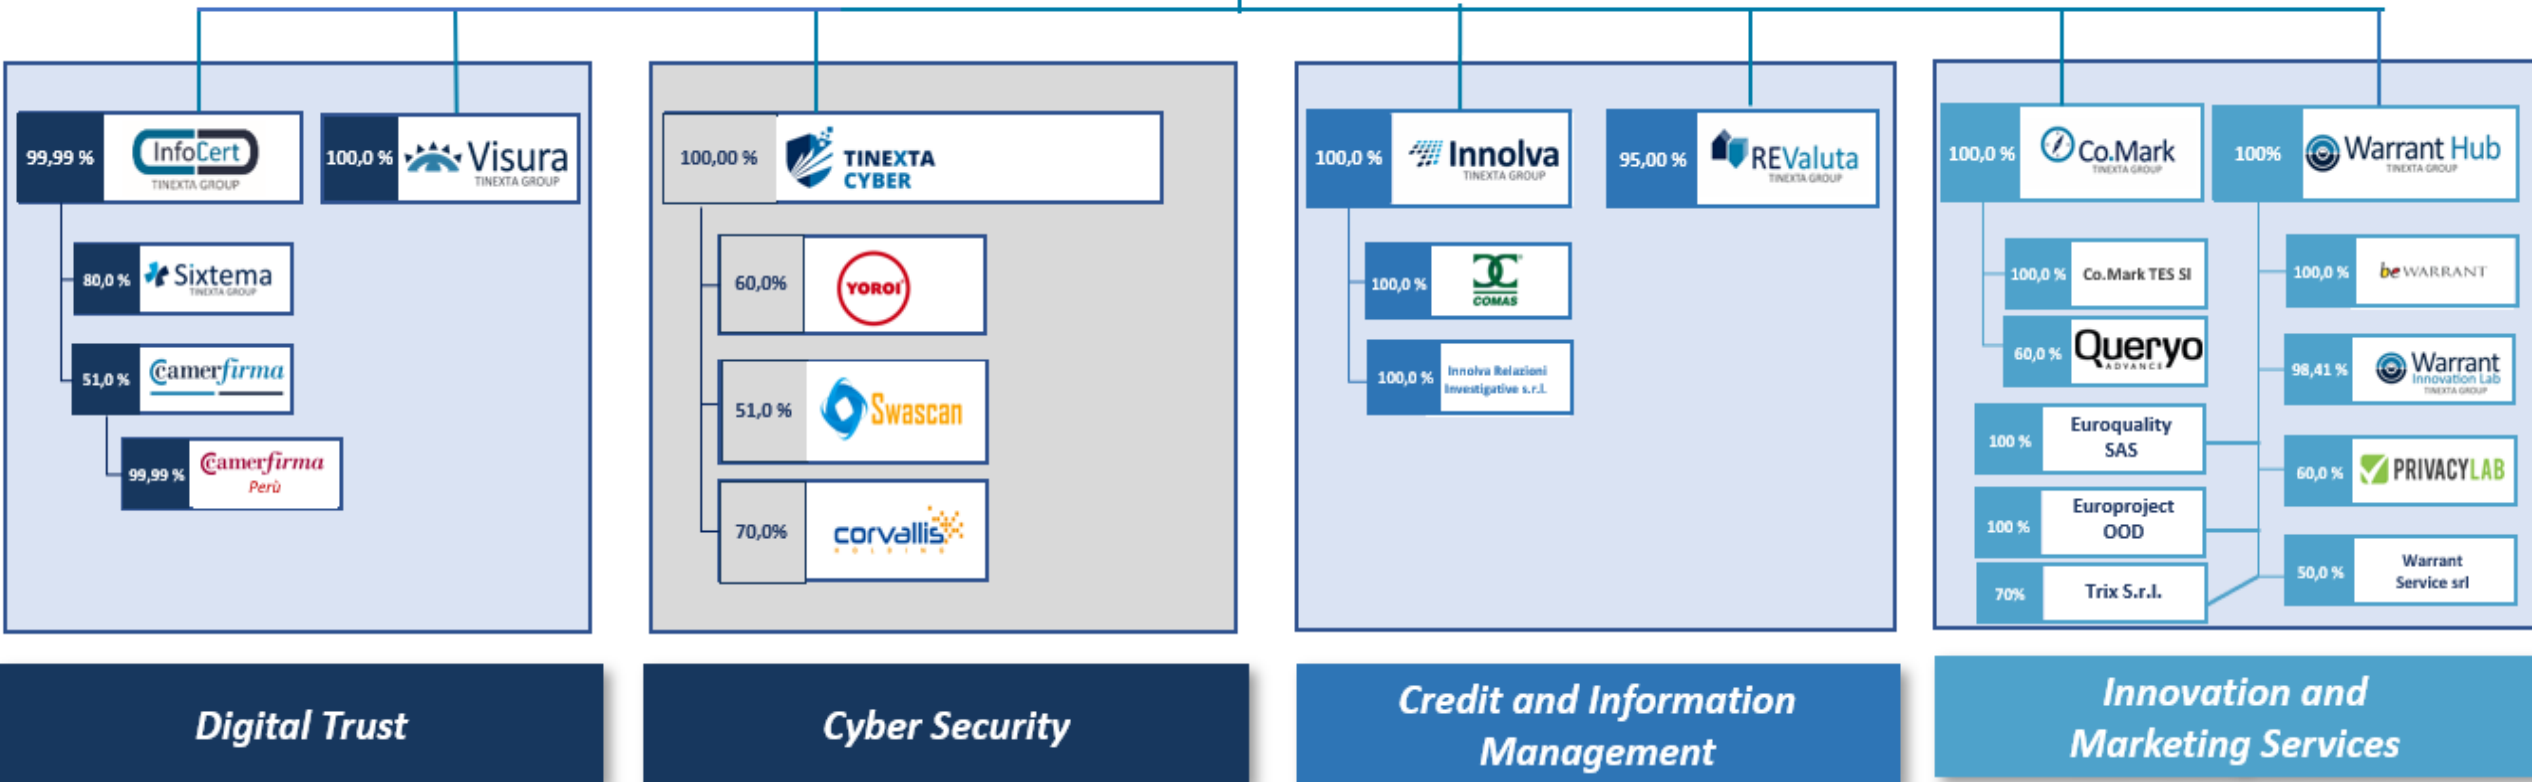 99,99 %
InfoCert
TINEXTA GROUP
100,0 %
Visura
TINEXTA GROUP
80,0 %
Sixtema
TINEXTA GROUP
51,0 %
Camerfirma
99,99 %
Camerfirma
Perù
Digital Trust
100,00 %
TINEXTA
CYBER
60,0%
YOROI
51,0 %
Swascan
70,0%
corvallis
HOLDING
Cyber Security
100,0 %
Innolva
TINEXTA GROUP
95,00 %
REValuta
TINEXTA GROUP
100,0 %
COMAS
100,0 %
Innolva Relazioni
Investigative s.r.l.
Credit and Information
Management
100,0 %
Co.Mark
TINEXTA GROUP
100%
Warrant Hub
TINEXTA GROUP
100,0 %
Co.Mark TES Sl
100,0 %
be WARRANT
60,0 %
Queryo
ADVANCE
98,41 %
Warrant
Innovation Lab
TINEXTA GROUP
100 %
Euroquality
SAS
60,0 %
PRIVACYLAB
100 %
Europroject
OOD
50,0 %
Warrant
Service srl
70%
Trix S.r.l.
Innovation and
Marketing Services